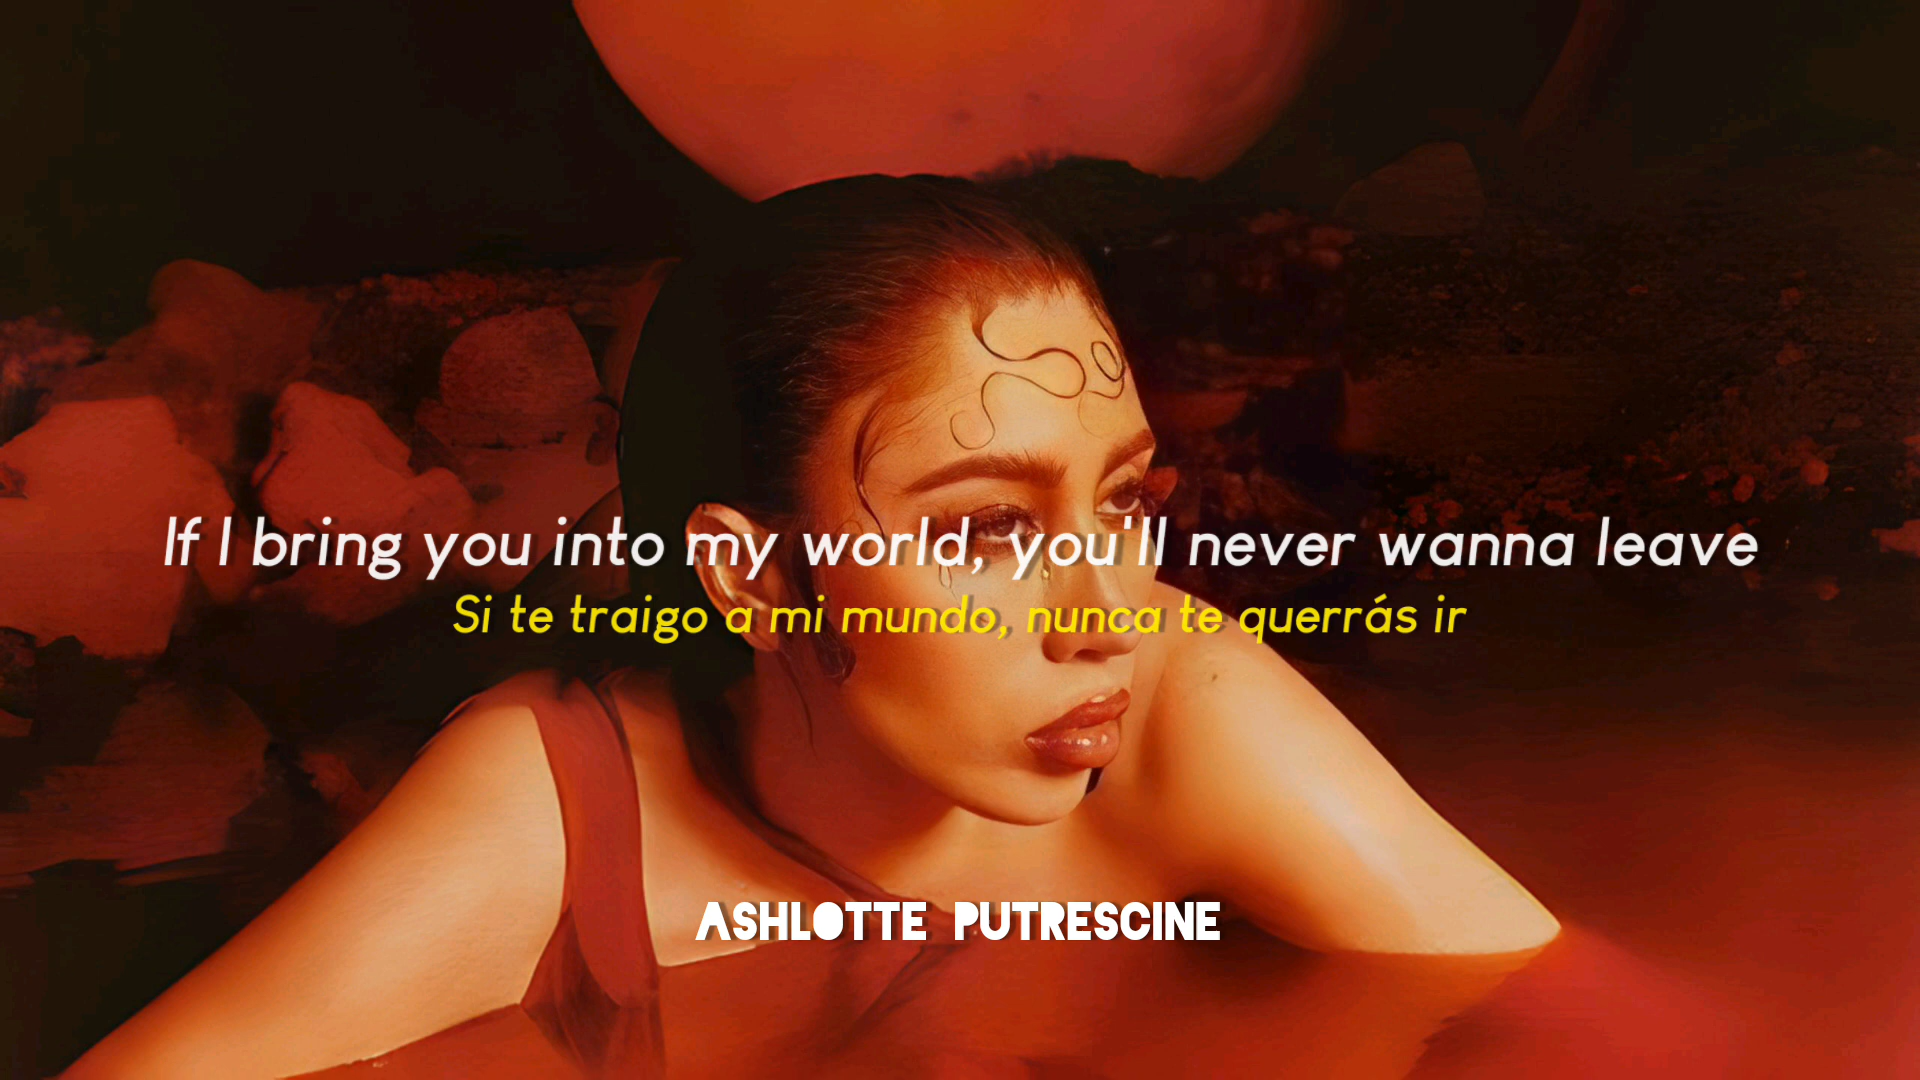 If I bring you into my world, you'll never wanna leave
Si te traigo a mi mundo, nunca te querrás ir
ASHLOTTE PUTRESCINE